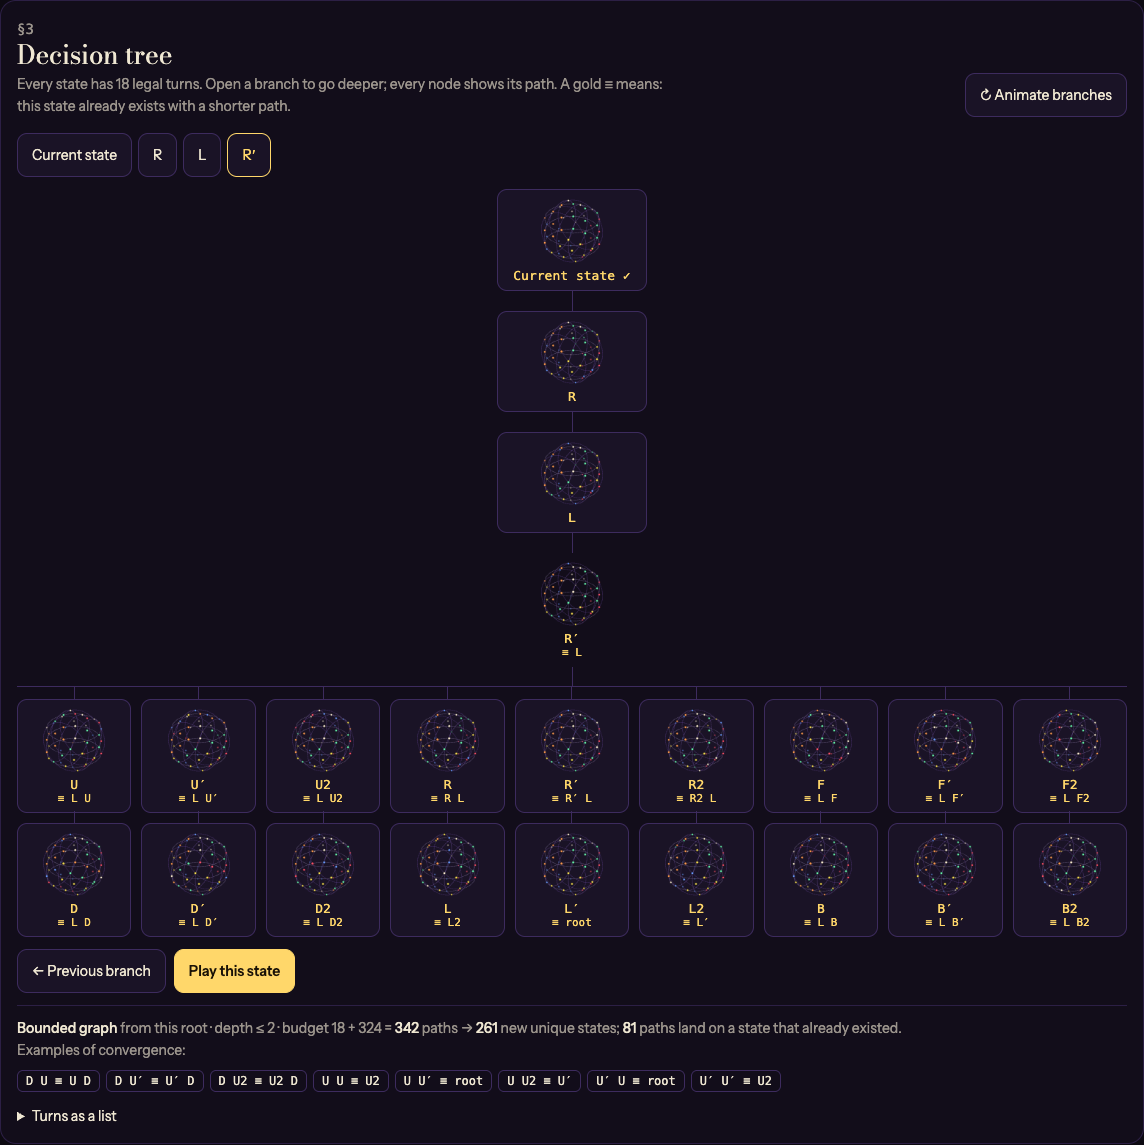 §3
Decision tree
Every state has 18 legal turns. Open a branch to go deeper; every node shows its path. A gold ≡ means:
this state already exists with a shorter path.
↻ Animate branches
Current state R L R′
Current state ✓
R
L
R′
≡ L
U U′ U2 R R′ R2 F F′ F2
≡ L U ≡ L U′ ≡ L U2 ≡ R L ≡ R′ L ≡ R2 L ≡ L F ≡ L F′ ≡ L F2
D D′ D2 L L′ L2 B B′ B2
≡ L D ≡ L D′ ≡ L D2 ≡ L2 ≡ root ≡ L′ ≡ L B ≡ L B′ ≡ L B2
← Previous branch Play this state
Bounded graph from this root · depth ≤ 2 · budget 18 + 324 = 342 paths → 261 new unique states; 81 paths land on a state that already existed.
Examples of convergence:
D U ≡ U D D U′ ≡ U′ D D U2 ≡ U2 D U U ≡ U2 U U′ ≡ root U U2 ≡ U′ U′ U ≡ root U′ U′ ≡ U2
▶ Turns as a list